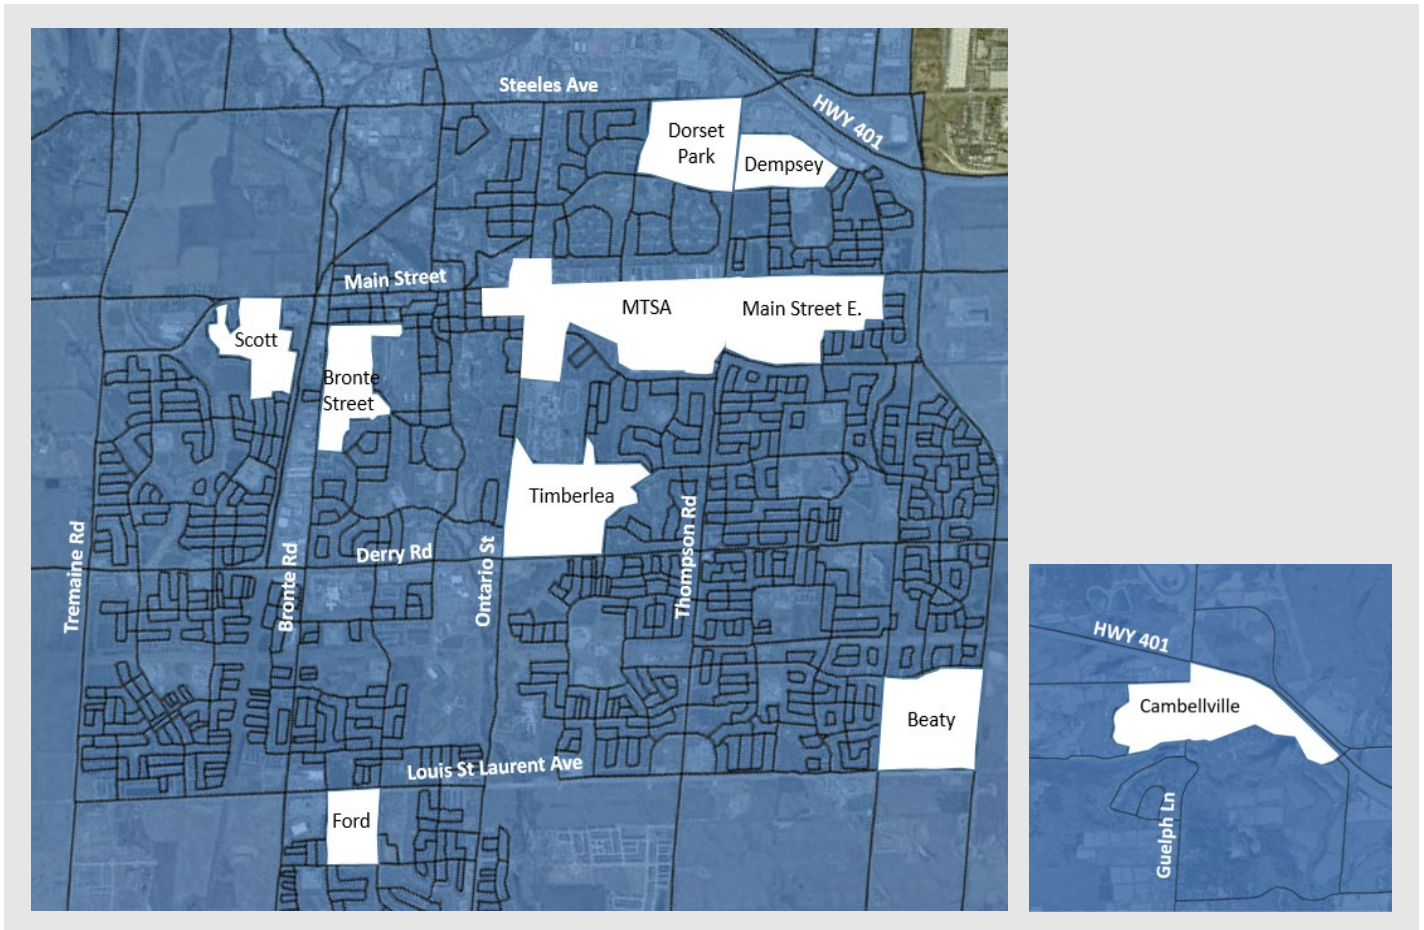 Steeles Ave
HWY 401
Dorset
Park
Dempsey
Main Street
MTSA
Main Street E.
Scott
Bronte
Street
Timberlea
Tremaine Rd
Bronte Rd
Derry Rd
Ontario St
Thompson Rd
Beaty
Louis St Laurent Ave
Ford
HWY 401
Cambellville
Guelph Ln